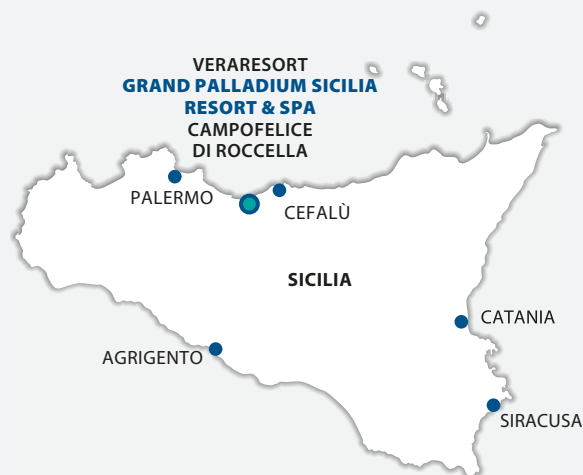 VERARESORT
GRAND PALLADIUM SICILIA
RESORT & SPA
CAMPOFELICE
DI ROCCELLA
PALERMO
CEFALÙ
SICILIA
CATANIA
AGRIGENTO
SIRACUSA